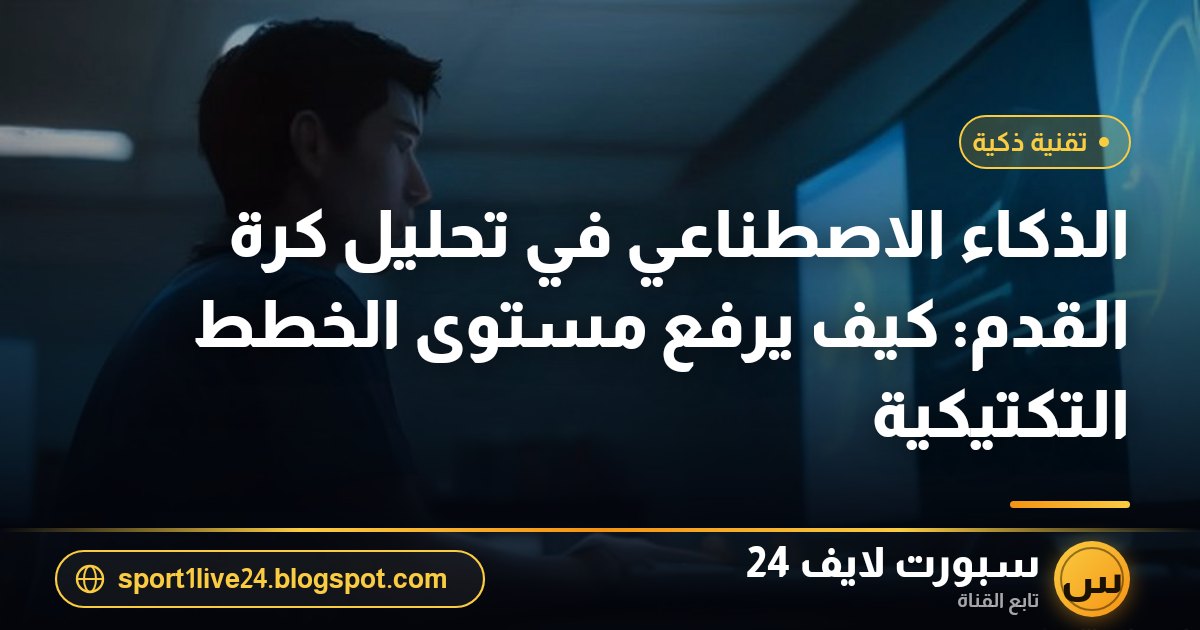 تقنية ذكية
الذكاء الاصطناعي في تحليل كرة
القدم: كيف يرفع مستوى الخطط
التكتيكية
س
سبورت لايف 24
تابع القناة
sport1live24.blogspot.com